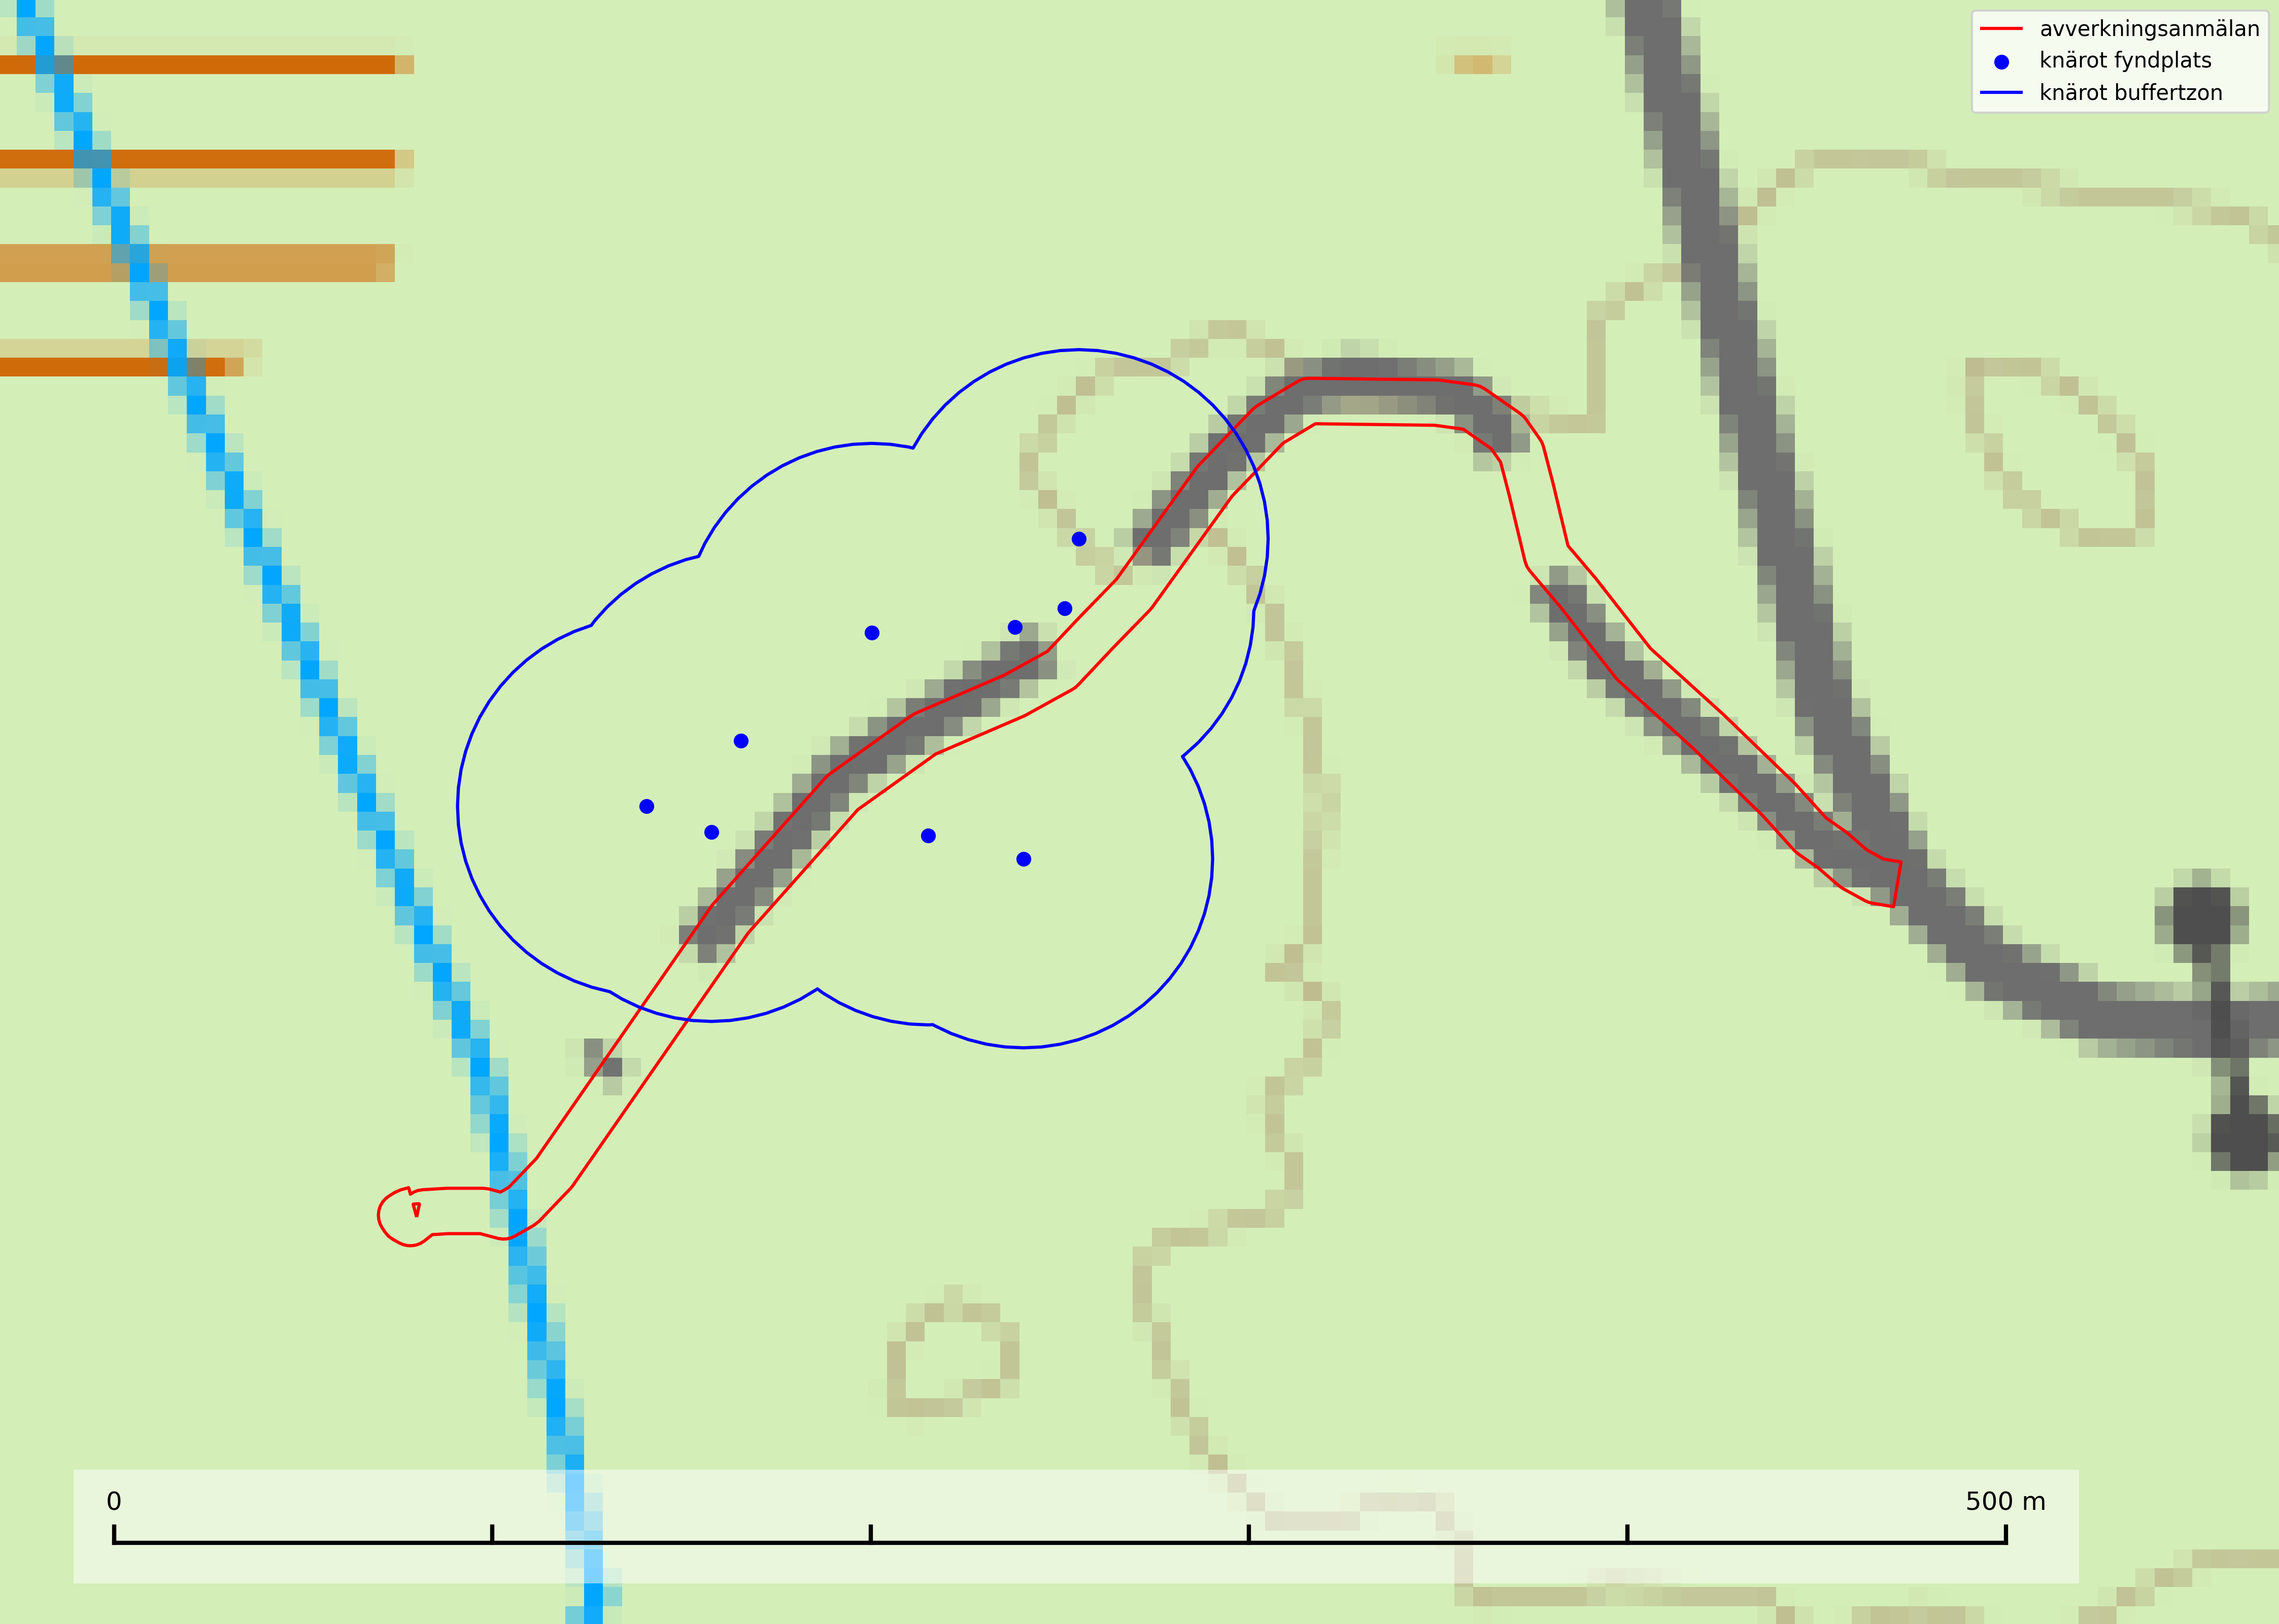 avverkningsanmälan
knärot fyndplats
knärot buffertzon
0 500 m